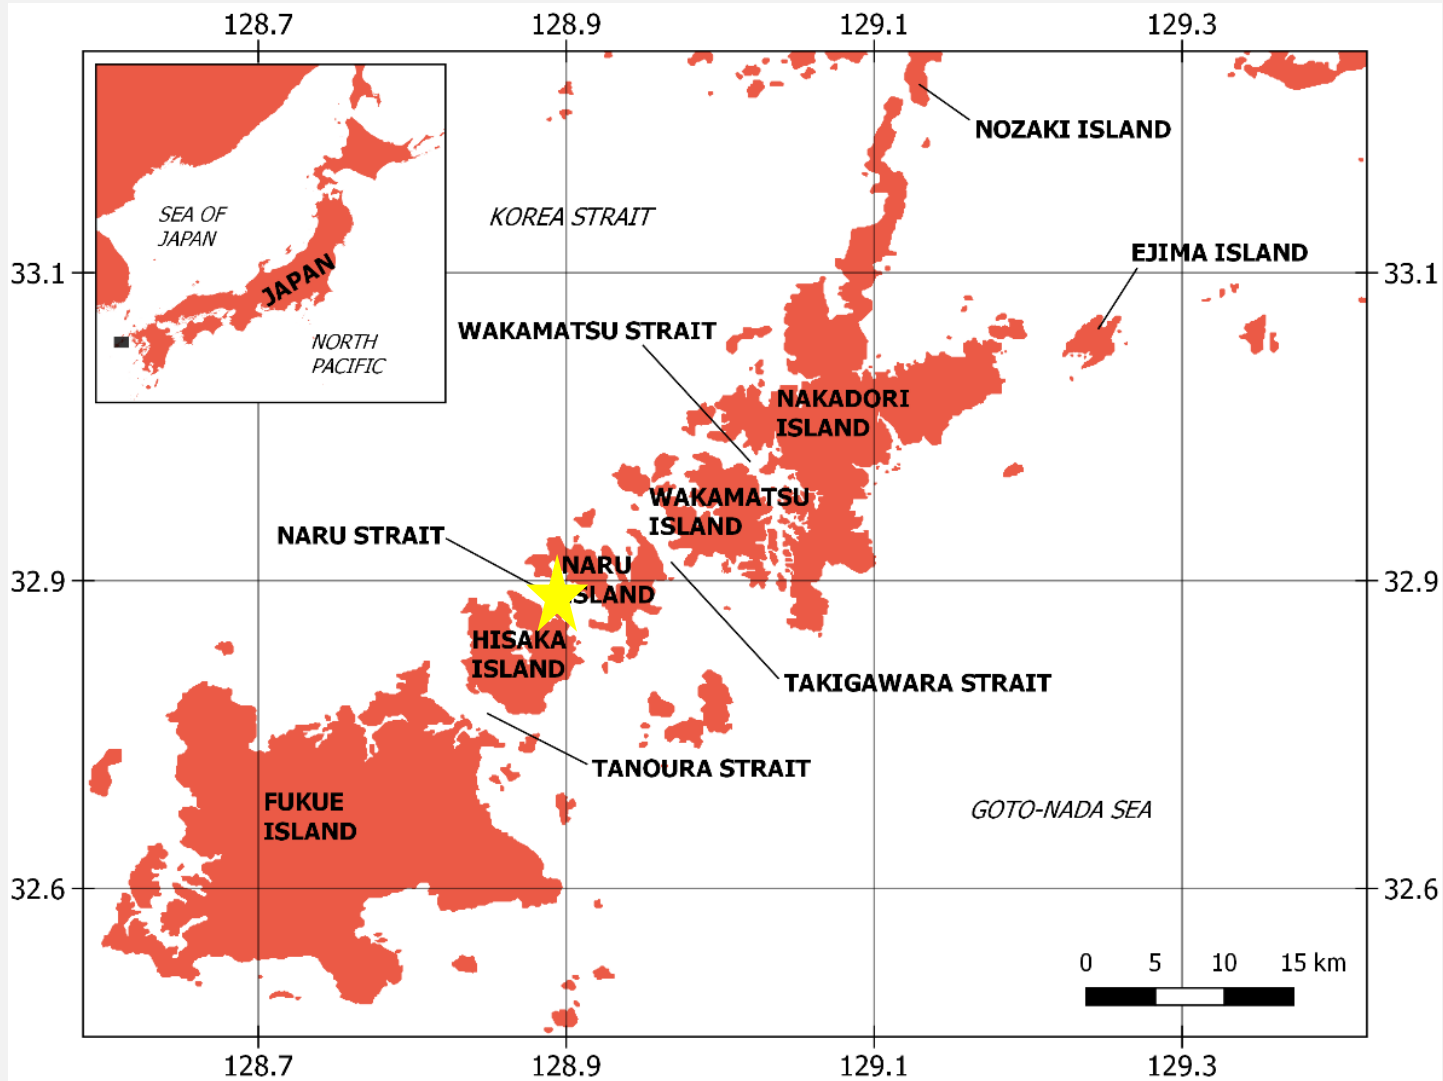 128.7
128.9
129.1
129.3
NOZAKI ISLAND
SEA OF
JAPAN
KOREA STRAIT
EJIMA ISLAND
33.1
33.1
JAPAN
WAKAMATSU STRAIT
NORTH
PACIFIC
NAKADORI
ISLAND
WAKAMATSU
ISLAND
NARU STRAIT
NARU
ISLAND
32.9
32.9
HISAKA
ISLAND
TAKIGAWARA STRAIT
TANOURA STRAIT
FUKUE
ISLAND
GOTO-NADA SEA
32.6
32.6
0 5 10 15 km
128.7
128.9
129.1
129.3